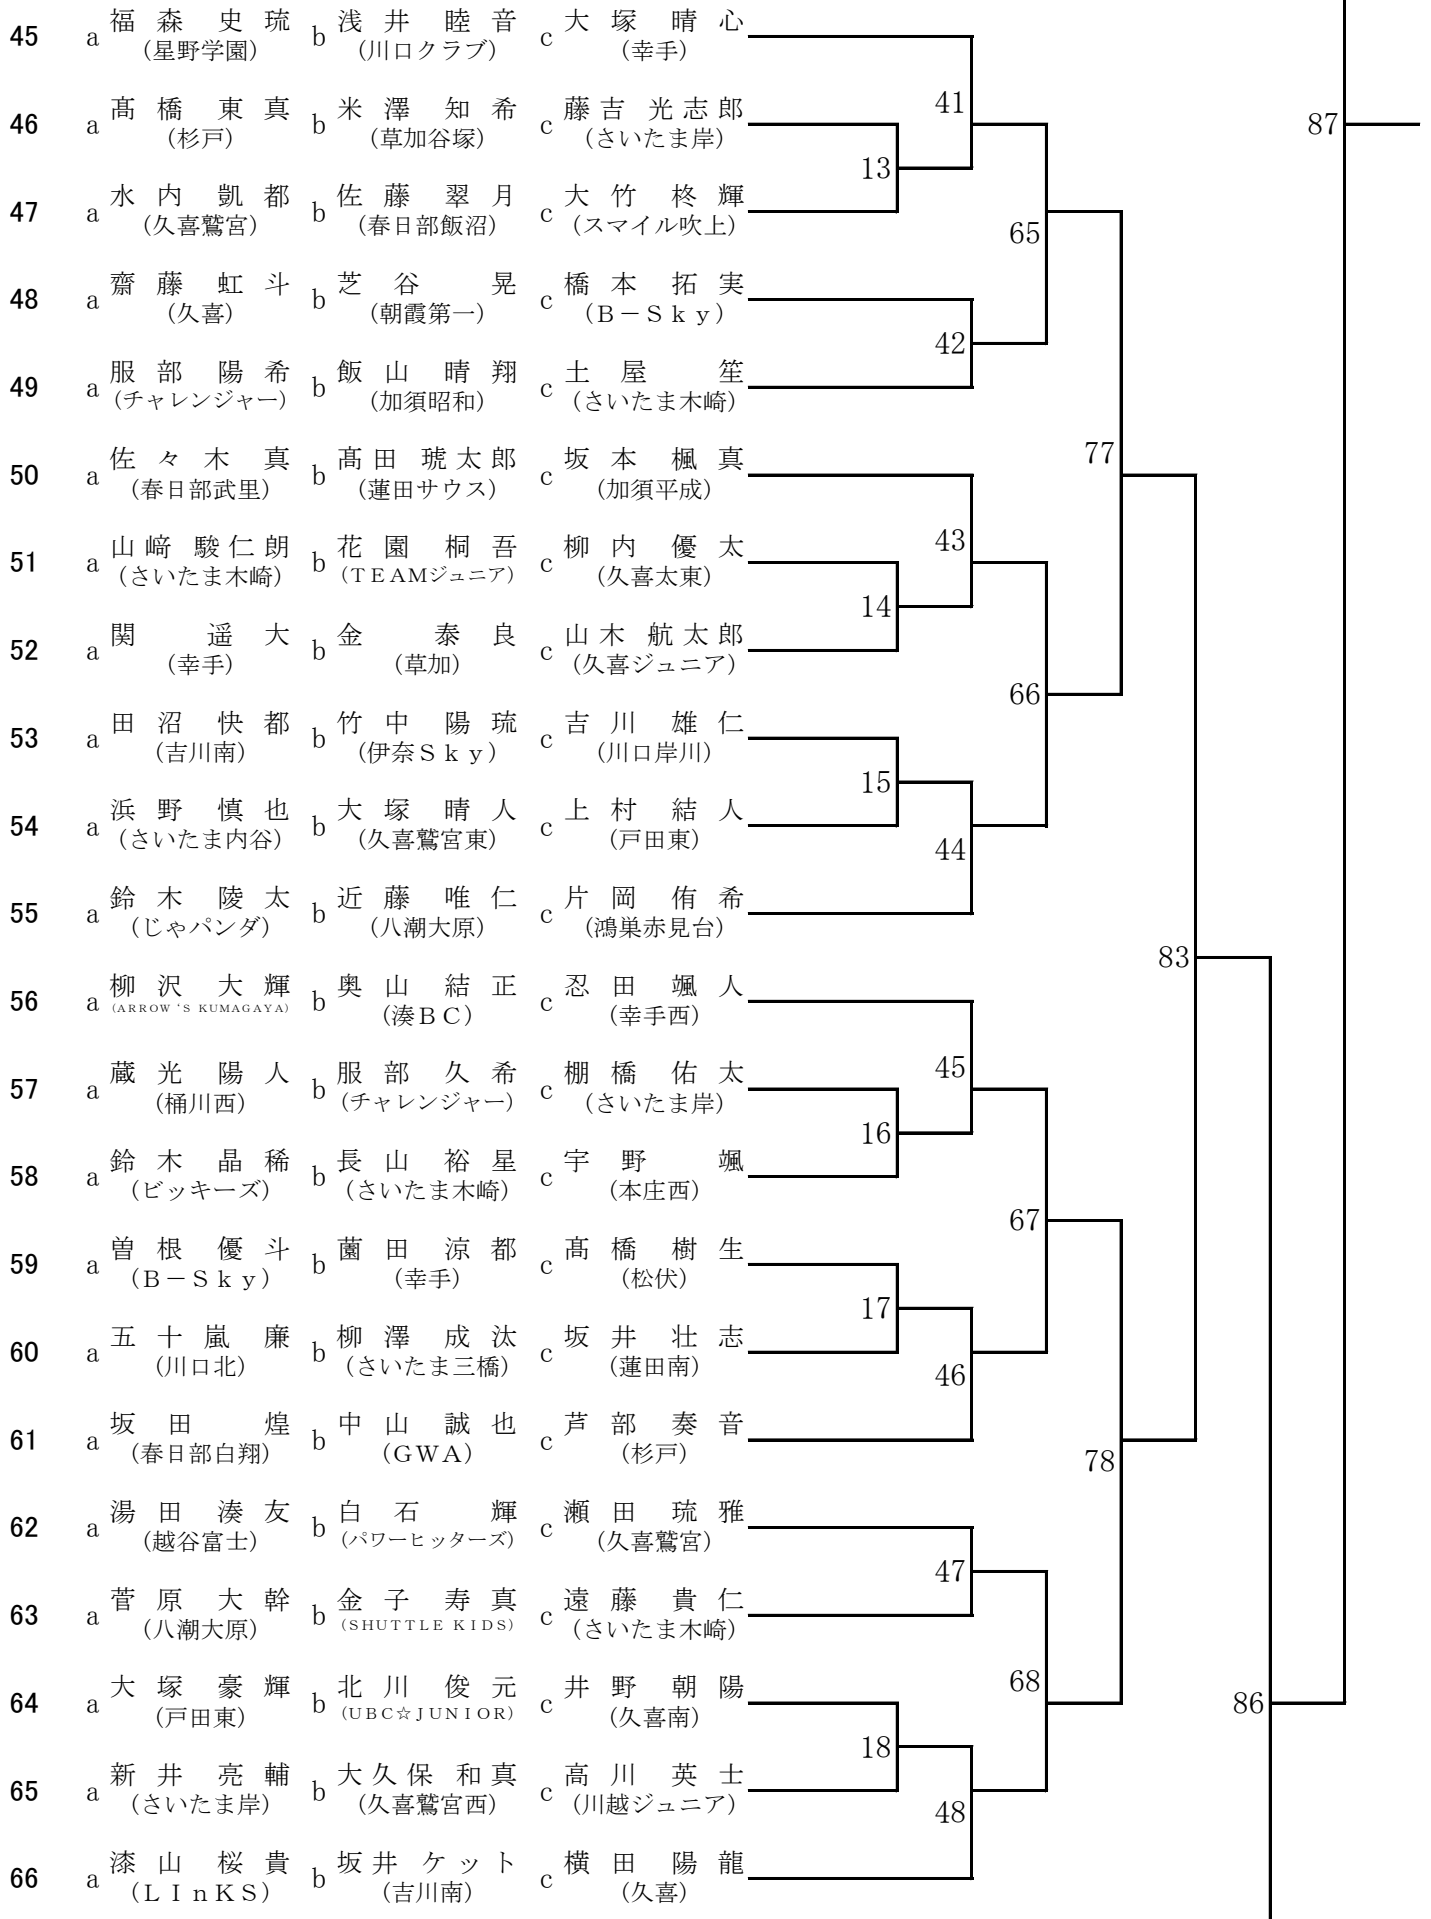 45 a 福森 史琉 b 浅井 睦音 c 大塚 晴心
(星野学園) (川口クラブ) (幸手)
41
46 a 髙橋 東真 b 米澤 知希 c 藤吉 光志郎 87
(杉戸) (草加谷塚) (さいたま岸)
13
47 a 水内 凱都 b 佐藤 翠月 c 大竹 柊輝
(久喜鷲宮) (春日部飯沼) (スマイル吹上)
65
48 a 齋藤 虹斗 b 芝谷 晃 c 橋本 拓実
(久喜) (朝霞第一) (B－Sky)
42
49 a 服部 陽希 b 飯山 晴翔 c 土屋 笙
(チャレンジャー) (加須昭和) (さいたま木崎)
77
50 a 佐々木 真 b 髙田 琥太郎 c 坂本 楓真
(春日部武里) (蓮田サウス) (加須平成)
43
51 a 山﨑 駿仁朗 b 花園 桐吾 c 柳内 優太
(さいたま木崎) (TEAMジュニア) (久喜太東)
14
52 a 関 遥大 b 金 泰良 c 山木 航太郎
(幸手) (草加) (久喜ジュニア)
66
53 a 田沼 快都 b 竹中 陽琉 c 吉川 雄仁
(吉川南) (伊奈Sky) (川口岸川)
15
54 a 浜野 慎也 b 大塚 晴人 c 上村 結人
(さいたま内谷) (久喜鷲宮東) (戸田東)
44
55 a 鈴木 陵太 b 近藤 唯仁 c 片岡 侑希
(じゃパンダ) (八潮大原) (鴻巣赤見台)
83
56 a 柳沢 大輝 b 奥山 結正 c 忍田 颯人
(ARROW‘S KUMAGAYA) (湊BC) (幸手西)
45
57 a 蔵光 陽人 b 服部 久希 c 棚橋 佑太
(桶川西) (チャレンジャー) (さいたま岸)
16
58 a 鈴木 晶稀 b 長山 裕星 c 宇野 颯
(ビッキーズ) (さいたま木崎) (本庄西)
67
59 a 曽根 優斗 b 薗田 涼都 c 髙橋 樹生
(B－Sky) (幸手) (松伏)
17
60 a 五十嵐 廉 b 柳澤 成汰 c 坂井 壮志
(川口北) (さいたま三橋) (蓮田南)
46
61 a 坂田 煌 b 中山 誠也 c 芦部 奏音
(春日部白翔) (GWA) (杉戸)
78
62 a 湯田 湊友 b 白石 輝 c 瀬田 琉雅
(越谷富士) (パワーヒッターズ) (久喜鷲宮)
47
63 a 菅原 大幹 b 金子 寿真 c 遠藤 貴仁
(八潮大原) (SHUTTLE KIDS) (さいたま木崎)
68
64 a 大塚 豪輝 b 北川 俊元 c 井野 朝陽 86
(戸田東) (UBC☆JUNIOR) (久喜南)
18
65 a 新井 亮輔 b 大久保 和真 c 高川 英士
(さいたま岸) (久喜鷲宮西) (川越ジュニア)
48
66 a 漆山 桜貴 b 坂井 ケット c 横田 陽龍
(LInKS) (吉川南) (久喜)